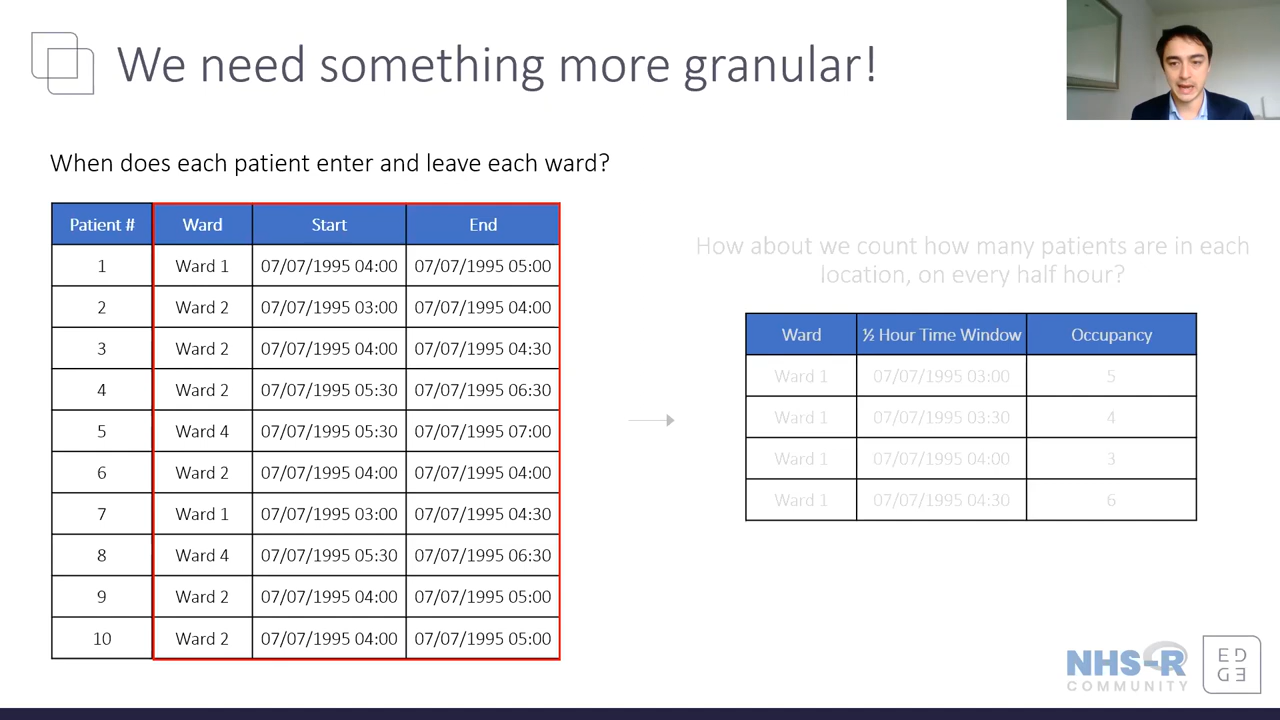 We need something more granular!
When does each patient enter and leave each ward?
Patient # Ward Start End
1 Ward 1 07/07/1995 04:00 07/07/1995 05:00
2 Ward 2 07/07/1995 03:00 07/07/1995 04:00
3 Ward 2 07/07/1995 04:00 07/07/1995 04:30
4 Ward 2 07/07/1995 05:30 07/07/1995 06:30
5 Ward 4 07/07/1995 05:30 07/07/1995 07:00
6 Ward 2 07/07/1995 04:00 07/07/1995 04:00
7 Ward 1 07/07/1995 03:00 07/07/1995 04:30
8 Ward 4 07/07/1995 05:30 07/07/1995 06:30
9 Ward 2 07/07/1995 04:00 07/07/1995 05:00
10 Ward 2 07/07/1995 04:00 07/07/1995 05:00
How about we count how many patients are in each
location, on every half hour?
Ward ½ Hour Time Window Occupancy
Ward 1 07/07/1995 03:00 5
Ward 1 07/07/1995 03:30 4
Ward 1 07/07/1995 04:00 3
Ward 1 07/07/1995 04:30 6
NHS-R
COMMUNITY
ED
GE